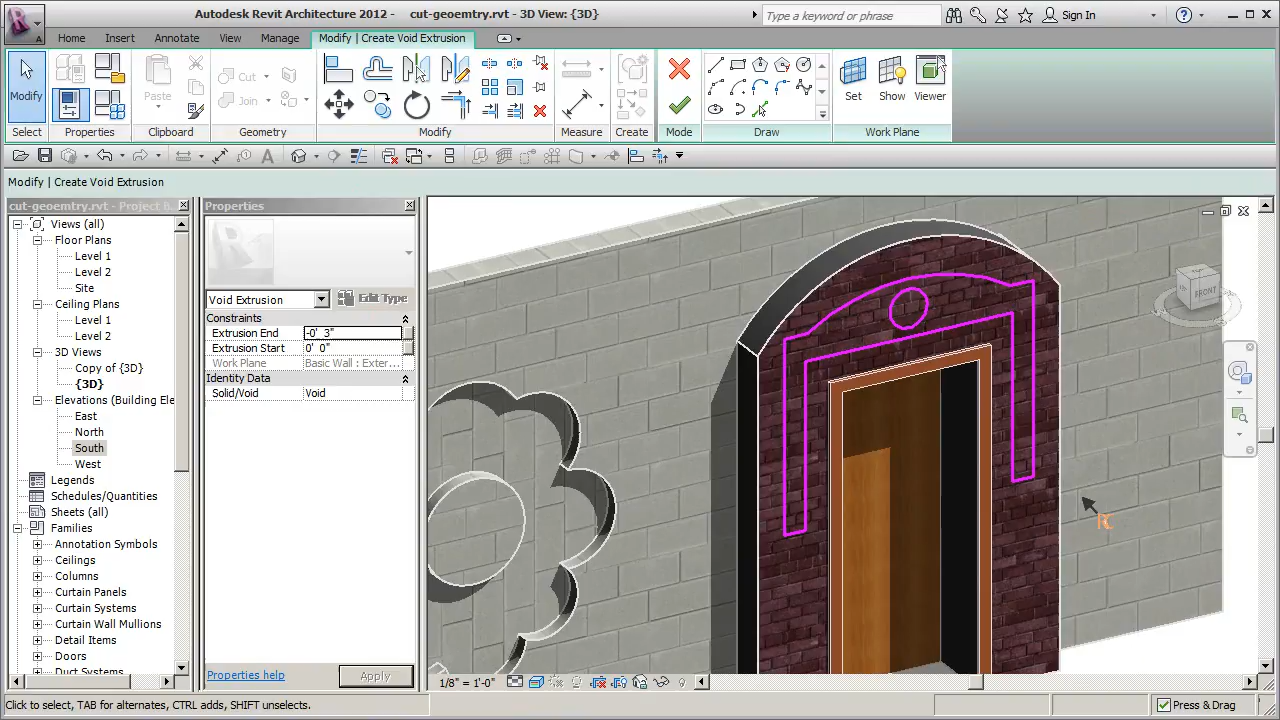 Autodesk Revit Architecture 2012 - cut-geoemtry.rvt - 3D View: {3D}
Type a keyword or phrase
Sign In
Home Insert Annotate View Manage Modify | Create Void Extrusion
Modify
Paste
Cut
Join
Set Show Viewer
Select Properties Clipboard Geometry Modify Measure Create Mode Draw Work Plane
Modify | Create Void Extrusion
cut-geoemtry.rvt - Project B
Views (all)
Floor Plans
Level 1
Level 2
Site
Ceiling Plans
Level 1
Level 2
3D Views
Copy of {3D}
{3D}
Elevations (Building Ele
East
North
South
West
Legends
Schedules/Quantities
Sheets (all)
Families
Annotation Symbols
Ceilings
Columns
Curtain Panels
Curtain Systems
Curtain Wall Mullions
Detail Items
Doors
Duct Systems
Properties
Void Extrusion
Edit Type
Constraints
Extrusion End -0' 3"
Extrusion Start 0' 0"
Work Plane Basic Wall : Exter...
Identity Data
Solid/Void Void
Properties help
Apply
FRONT
1/8" = 1'-0"
Click to select, TAB for alternates, CTRL adds, SHIFT unselects.
Press & Drag